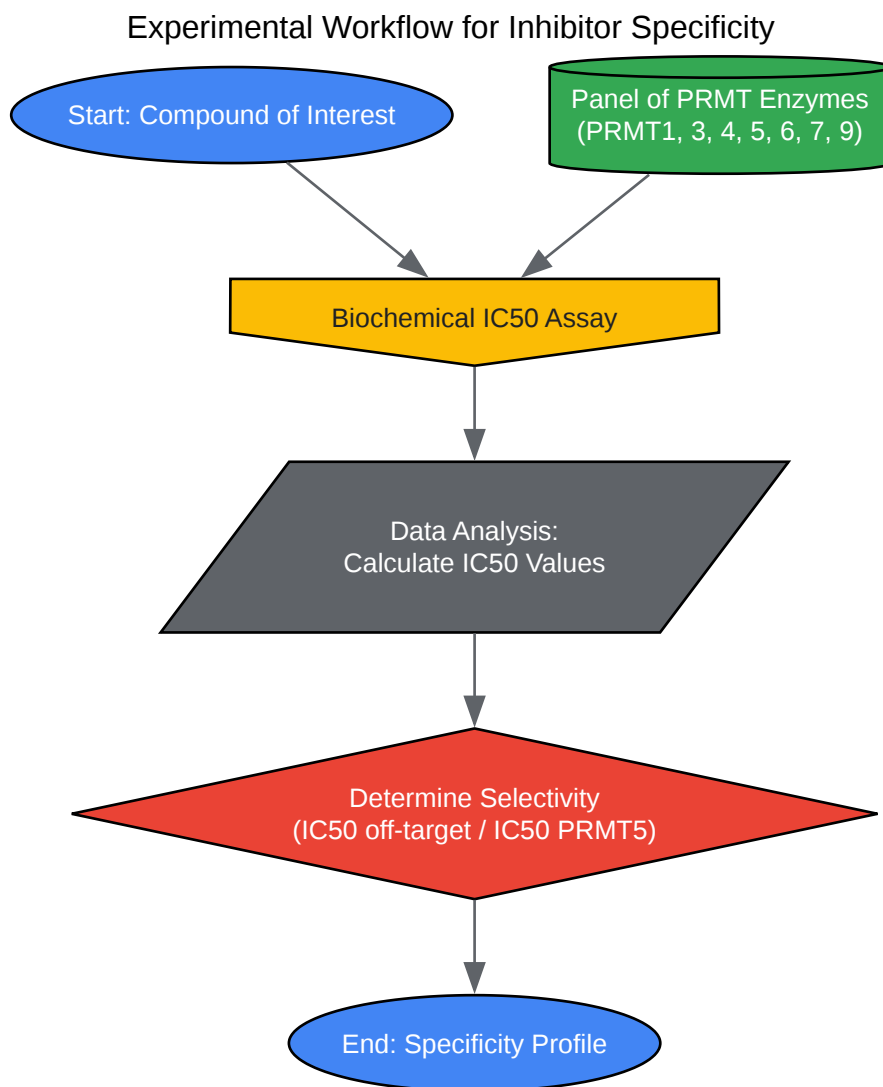 Experimental Workflow for Inhibitor Specificity
Start: Compound of Interest
Panel of PRMT Enzymes
(PRMT1, 3, 4, 5, 6, 7, 9)
Biochemical IC50 Assay
Data Analysis:
Calculate IC50 Values
Determine Selectivity
(IC50 off-target / IC50 PRMT5)
End: Specificity Profile